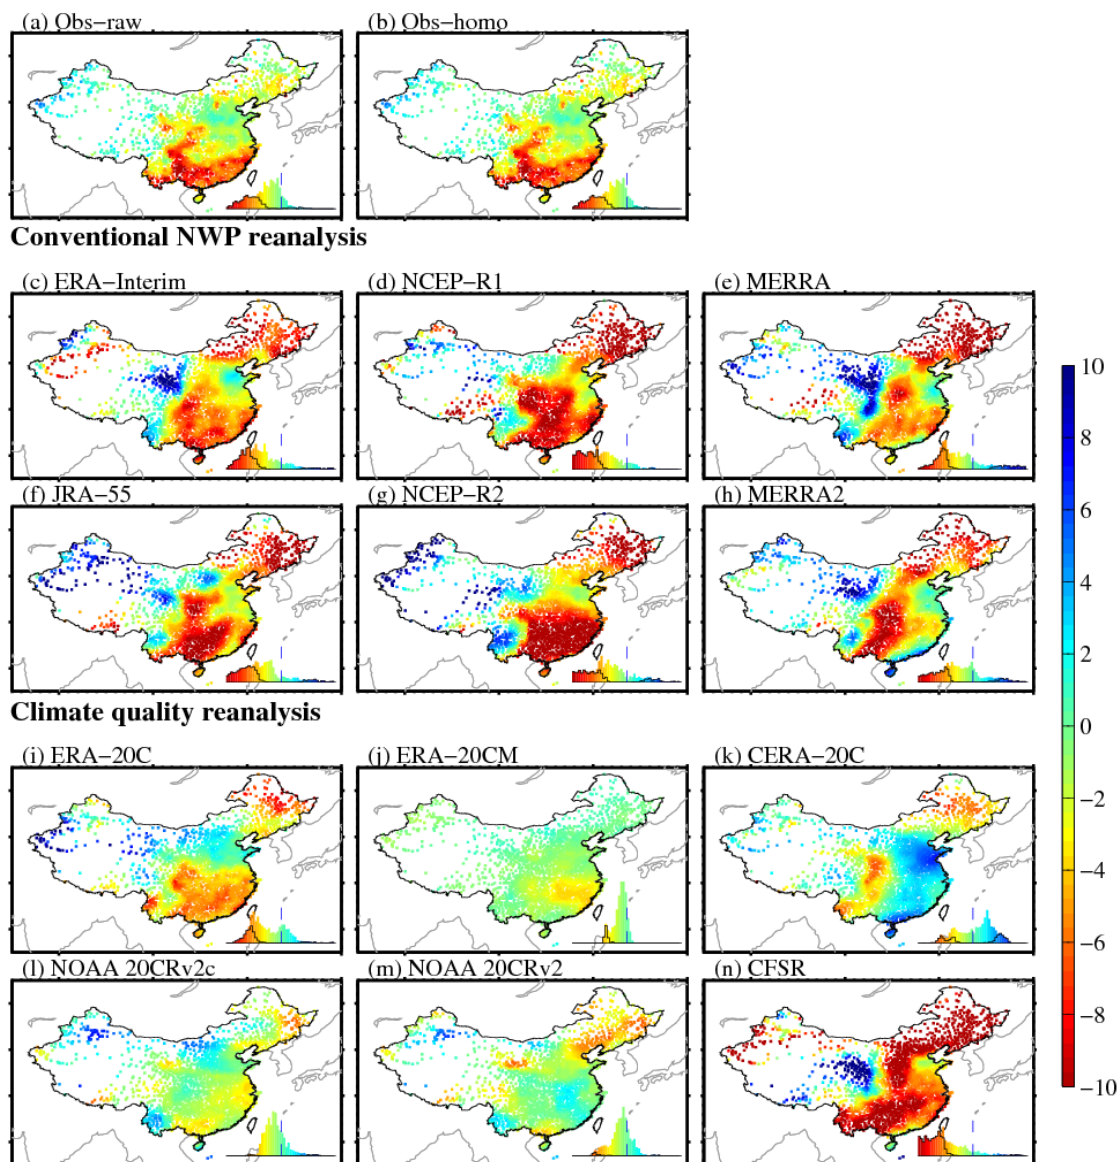 (a) Obs−raw
(b) Obs−homo
Conventional NWP reanalysis
(c) ERA−Interim
(d) NCEP−R1
(e) MERRA
(f) JRA−55
(g) NCEP−R2
(h) MERRA2
Climate quality reanalysis
(i) ERA−20C
(j) ERA−20CM
(k) CERA−20C
(l) NOAA 20CRv2c
(m) NOAA 20CRv2
(n) CFSR
10
8
6
4
2
0
−2
−4
−6
−8
−10